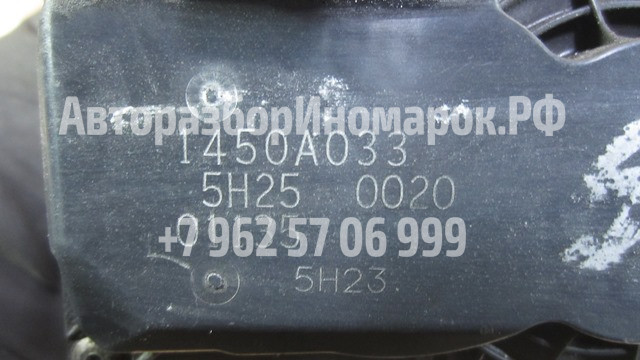 АвторазборИномарок.РФ
1450A033
5H25 0020
+7 962 57 06 999
5H23